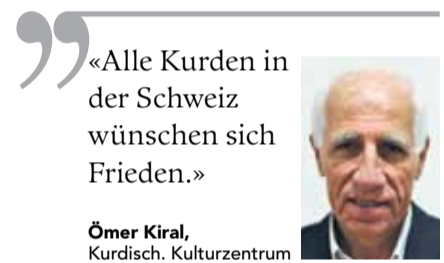 «Alle Kurden in
der Schweiz
wünschen sich
Frieden.»
Ömer Kiral,
Kurdisch. Kulturzentrum